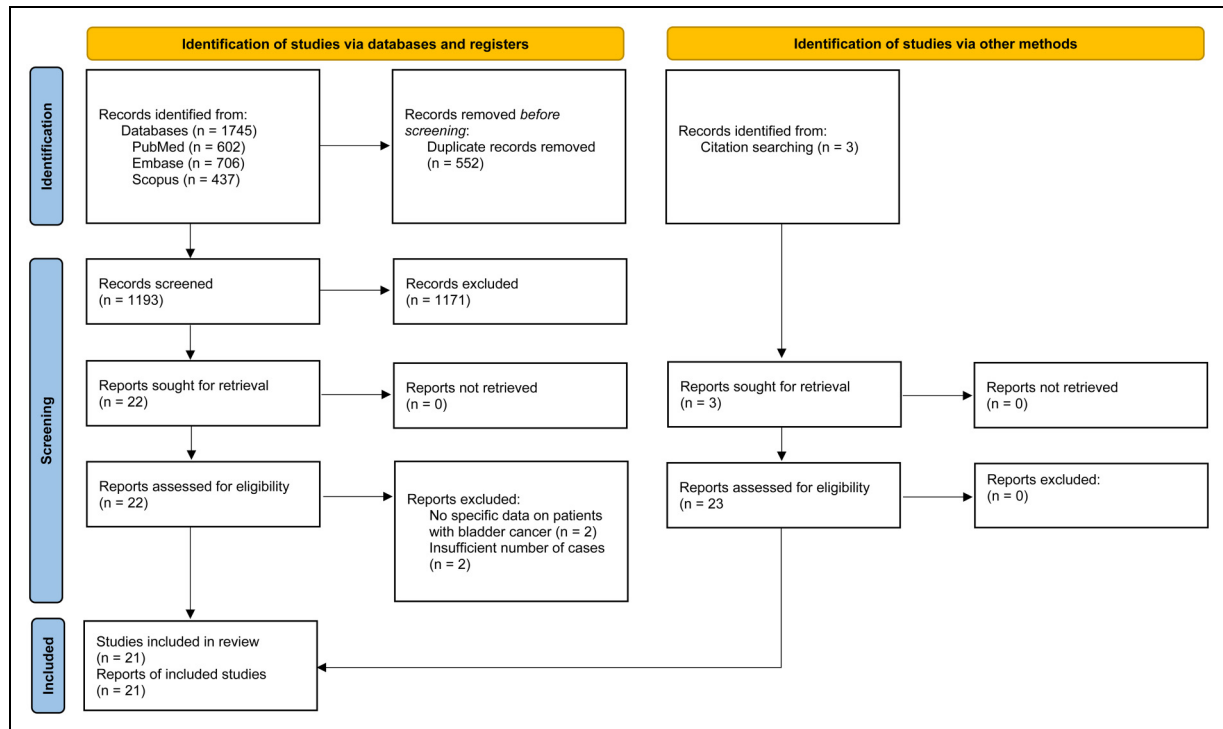 Identification of studies via databases and registers
Identification of studies via other methods
Identification
Records identified from:
Databases (n = 1745)
PubMed (n = 602)
Embase (n = 706)
Scopus (n = 437)
Records removed before
screening:
Duplicate records removed
(n = 552)
Records identified from:
Citation searching (n = 3)
Screening
Records screened
(n = 1193)
Records excluded
(n = 1171)
Reports sought for retrieval
(n = 22)
Reports not retrieved
(n = 0)
Reports sought for retrieval
(n = 3)
Reports not retrieved
(n = 0)
Reports assessed for eligibility
(n = 22)
Reports excluded:
No specific data on patients
with bladder cancer (n = 2)
Insufficient number of cases
(n = 2)
Reports assessed for eligibility
(n = 23
Reports excluded:
(n = 0)
Included
Studies included in review
(n = 21)
Reports of included studies
(n = 21)